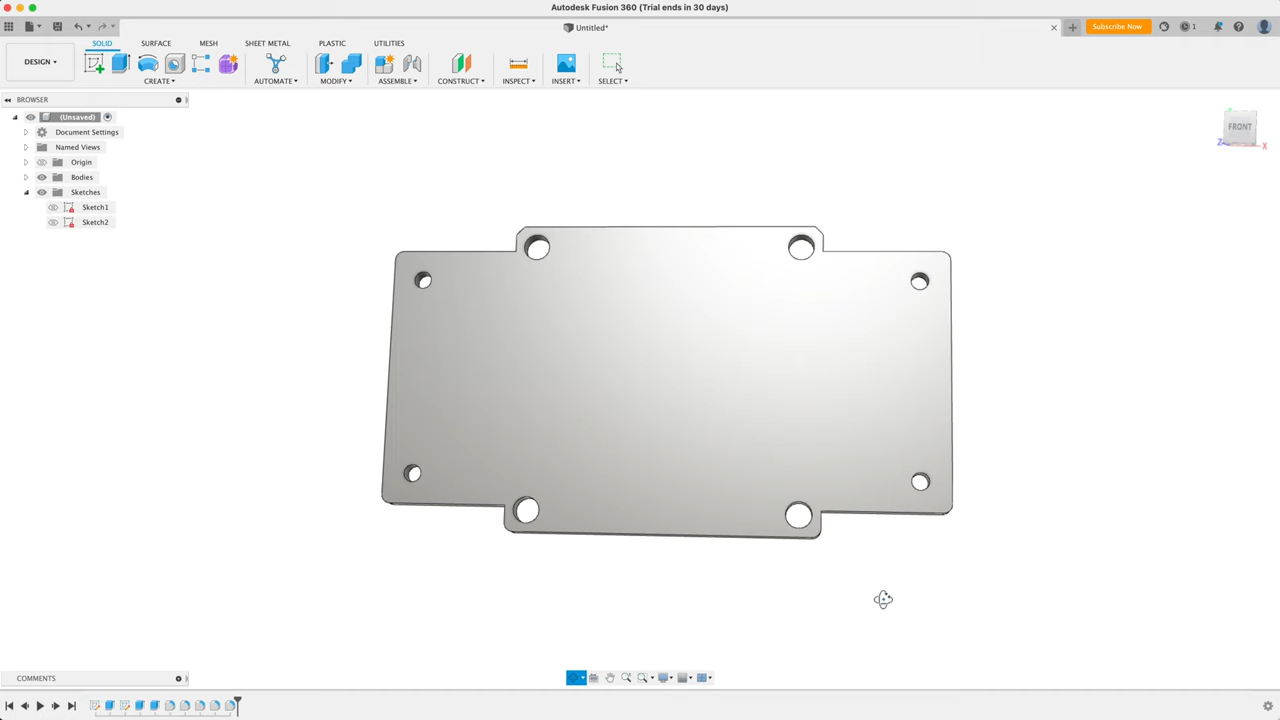 Autodesk Fusion 360 (Trial ends in 30 days)
Untitled*
Subscribe Now
1
SOLID
SURFACE
MESH
SHEET METAL
PLASTIC
UTILITIES
DESIGN
CREATE
AUTOMATE
MODIFY
ASSEMBLE
CONSTRUCT
INSPECT
INSERT
SELECT
BROWSER
(Unsaved)
Document Settings
Named Views
Origin
Bodies
Sketches
Sketch1
Sketch2
FRONT
Z
X
COMMENTS